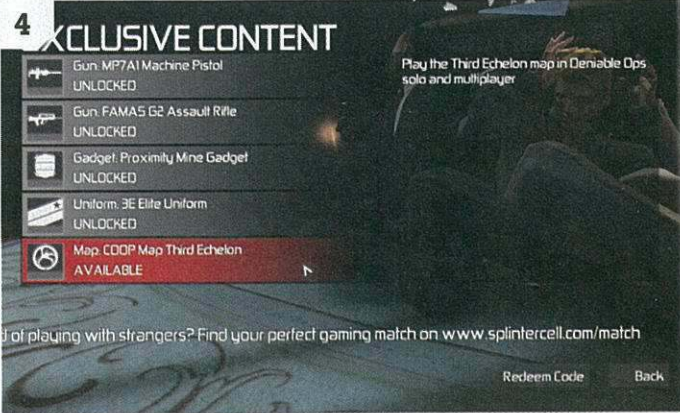 4
XCLUSIVE CONTENT
Gun: MP7A1 Machine Pistol
UNLOCKED
Play the Third Echelon map in Deniable Ops
solo and multiplayer
Gun: FAMAS G2 Assault Rifle
UNLOCKED
Gadget: Proximity Mine Gadget
UNLOCKED
Uniform: 3E Elite Uniform
UNLOCKED
Map: COOP Map Third Echelon
AVAILABLE
d of playing with strangers? Find your perfect gaming match on www.splintercell.com/match
Redeem Code Back